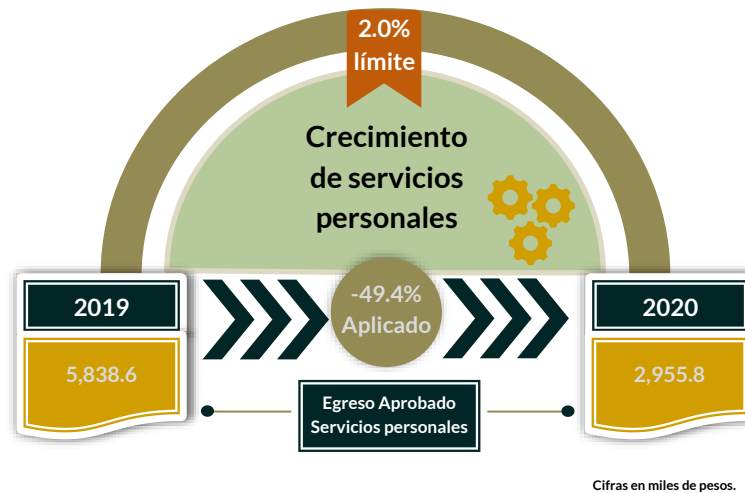 2.0%
límite
Crecimiento
de servicios
personales
2019
-49.4%
Aplicado
2020
5,838.6
2,955.8
Egreso Aprobado
Servicios personales
Cifras en miles de pesos.